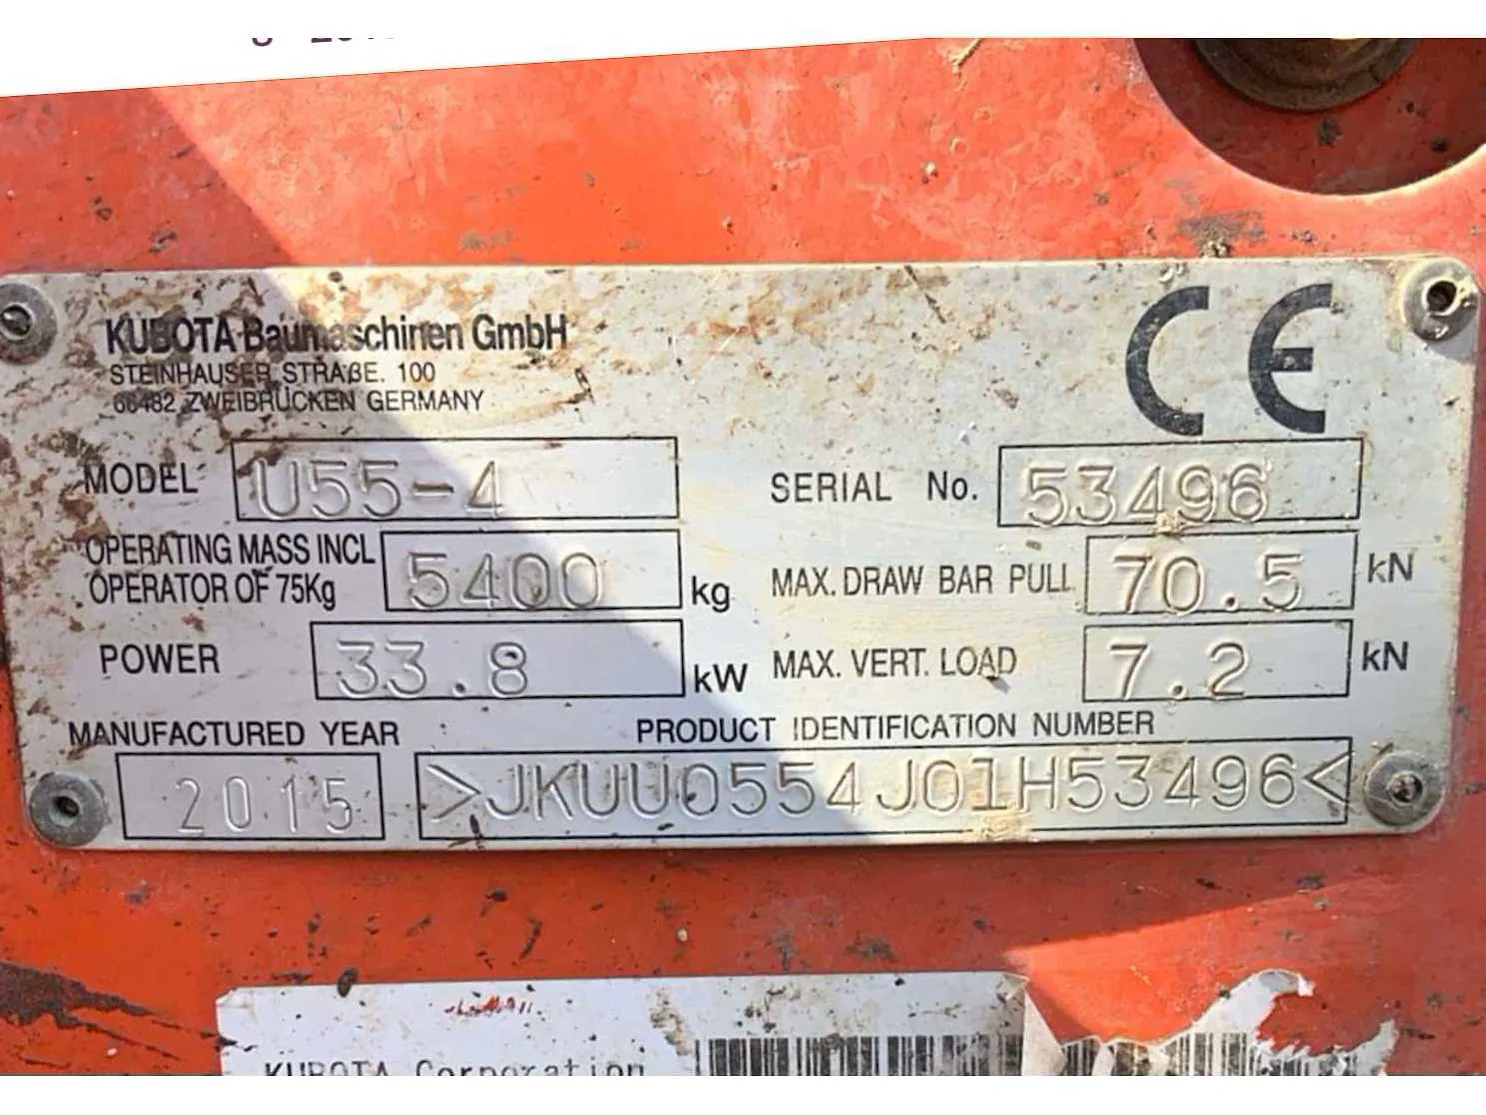 KUBOTA Baumaschinen GmbH
STEINHAUSER STRAßE. 100
66482 ZWEIBRÜCKEN GERMANY
CE
MODEL U55-4
SERIAL No. 53496
OPERATING MASS INCL
OPERATOR OF 75Kg 5400 kg
MAX. DRAW BAR PULL 70.5 kN
POWER 33.8 kW
MAX. VERT. LOAD 7.2 kN
MANUFACTURED YEAR
2015
PRODUCT IDENTIFICATION NUMBER
>JKUU0554J01H53496<
KUBOTA Corporation